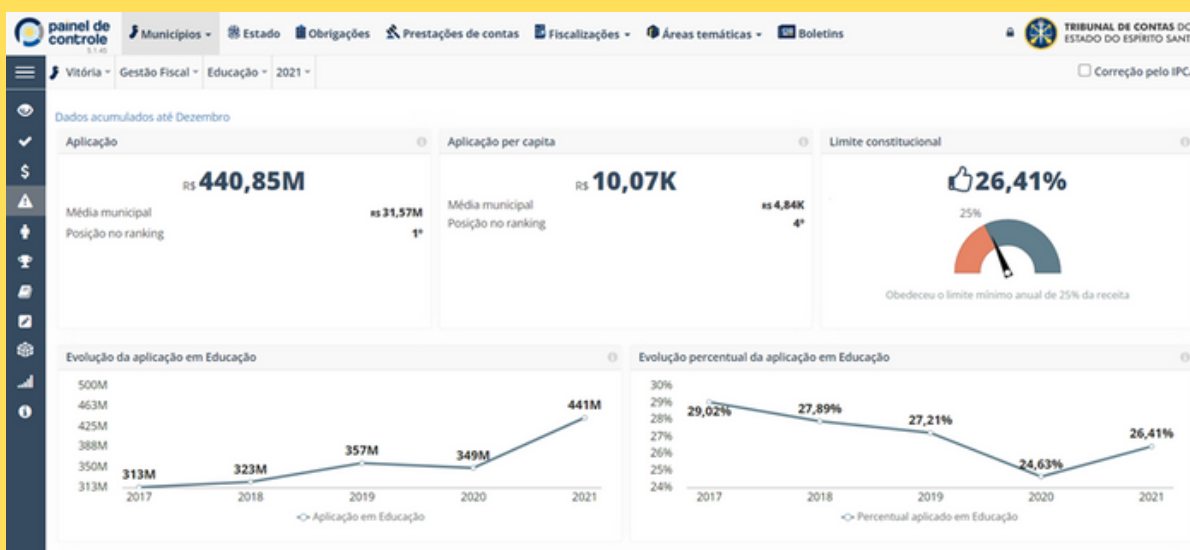 painel de controle
5.1.45
Municípios
Estado
Obrigações
Prestações de contas
Fiscalizações
Áreas temáticas
Boletins
TRIBUNAL DE CONTAS DO
ESTADO DO ESPÍRITO SANT
Vitória
Gestão Fiscal
Educação
2021
Correção pelo IPCA
Dados acumulados até Dezembro
Aplicação
R$ 440,85M
Média municipal R$ 31,57M
Posição no ranking 1º
Aplicação per capita
R$ 10,07K
Média municipal R$ 4,84K
Posição no ranking 4º
Limite constitucional
26,41%
25%
Obedeceu o limite mínimo anual de 25% da receita
Evolução da aplicação em Educação
500M
463M
425M
388M
350M
313M
313M
323M
357M
349M
441M
2017 2018 2019 2020 2021
Aplicação em Educação
Evolução percentual da aplicação em Educação
30%
29%
28%
27%
26%
25%
24%
29,02%
27,89%
27,21%
24,63%
26,41%
2017 2018 2019 2020 2021
Percentual aplicado em Educação